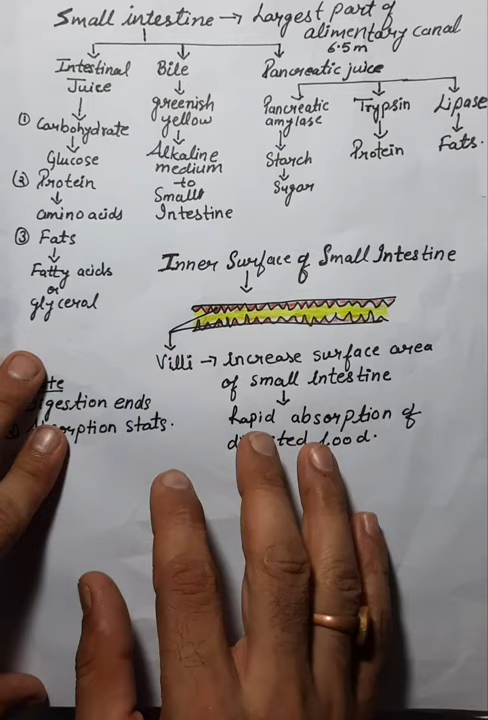 Small intestine → Largest part of
alimentary canal
6.5m
Intestinal
Juice
① Carbohydrate
↓
Glucose
② Protein
↓
amino acids
③ Fats
↓
Fatty acids
or
glyceral
Bile
↓
greenish
yellow
↓
Alkaline
medium
to
Small
Intestine
Pancreatic juice
Pancreatic
amylase
↓
Starch
↓
Sugar
Trypsin
↓
Protein
Lipase
↓
Fats.
Inner Surface of Small Intestine
Villi → increase surface area
of small Intestine
↓
Rapid absorption of
food.
Digestion ends
stats.